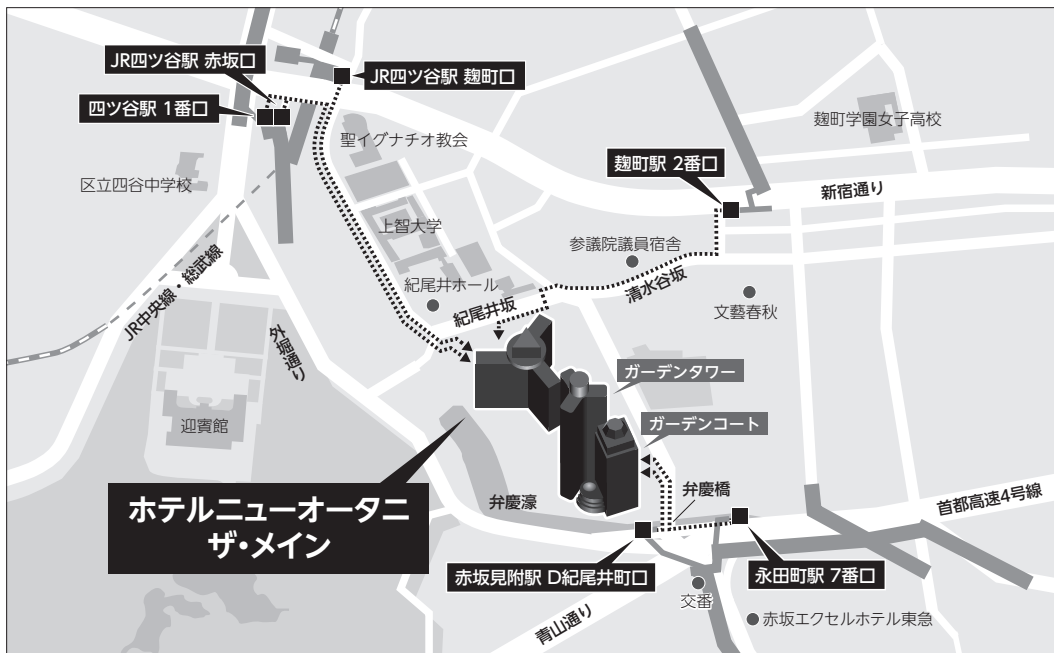 JR四ツ谷駅 赤坂口
JR四ツ谷駅 麹町口
四ツ谷駅 1番口
聖イグナチオ教会
麹町学園女子高校
麹町駅 2番口
区立四谷中学校
新宿通り
上智大学
参議院議員宿舎
清水谷坂
紀尾井ホール
紀尾井坂
文藝春秋
JR中央線・総武線
外堀通り
ガーデンタワー
迎賓館
ガーデンコート
ホテルニューオータニ
ザ・メイン
弁慶濠
弁慶橋
首都高速4号線
赤坂見附駅 D紀尾井町口
永田町駅 7番口
交番
青山通り
赤坂エクセルホテル東急